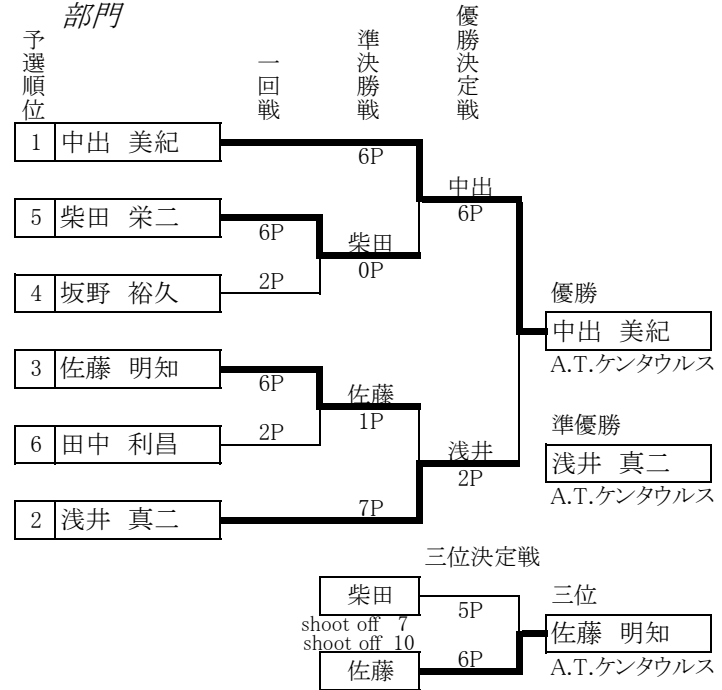 部門
予選順位
一回戦
準決勝戦
優勝決定戦
1 中出 美紀
6P
中出
6P
5 柴田 栄二
6P
柴田
0P
4 坂野 裕久
2P
優勝
中出 美紀
A.T.ケンタウルス
3 佐藤 明知
6P
佐藤
1P
6 田中 利昌
2P
浅井
2P
準優勝
浅井 真二
A.T.ケンタウルス
2 浅井 真二
7P
三位決定戦
柴田
5P
shoot off 7
shoot off 10
佐藤
6P
三位
佐藤 明知
A.T.ケンタウルス